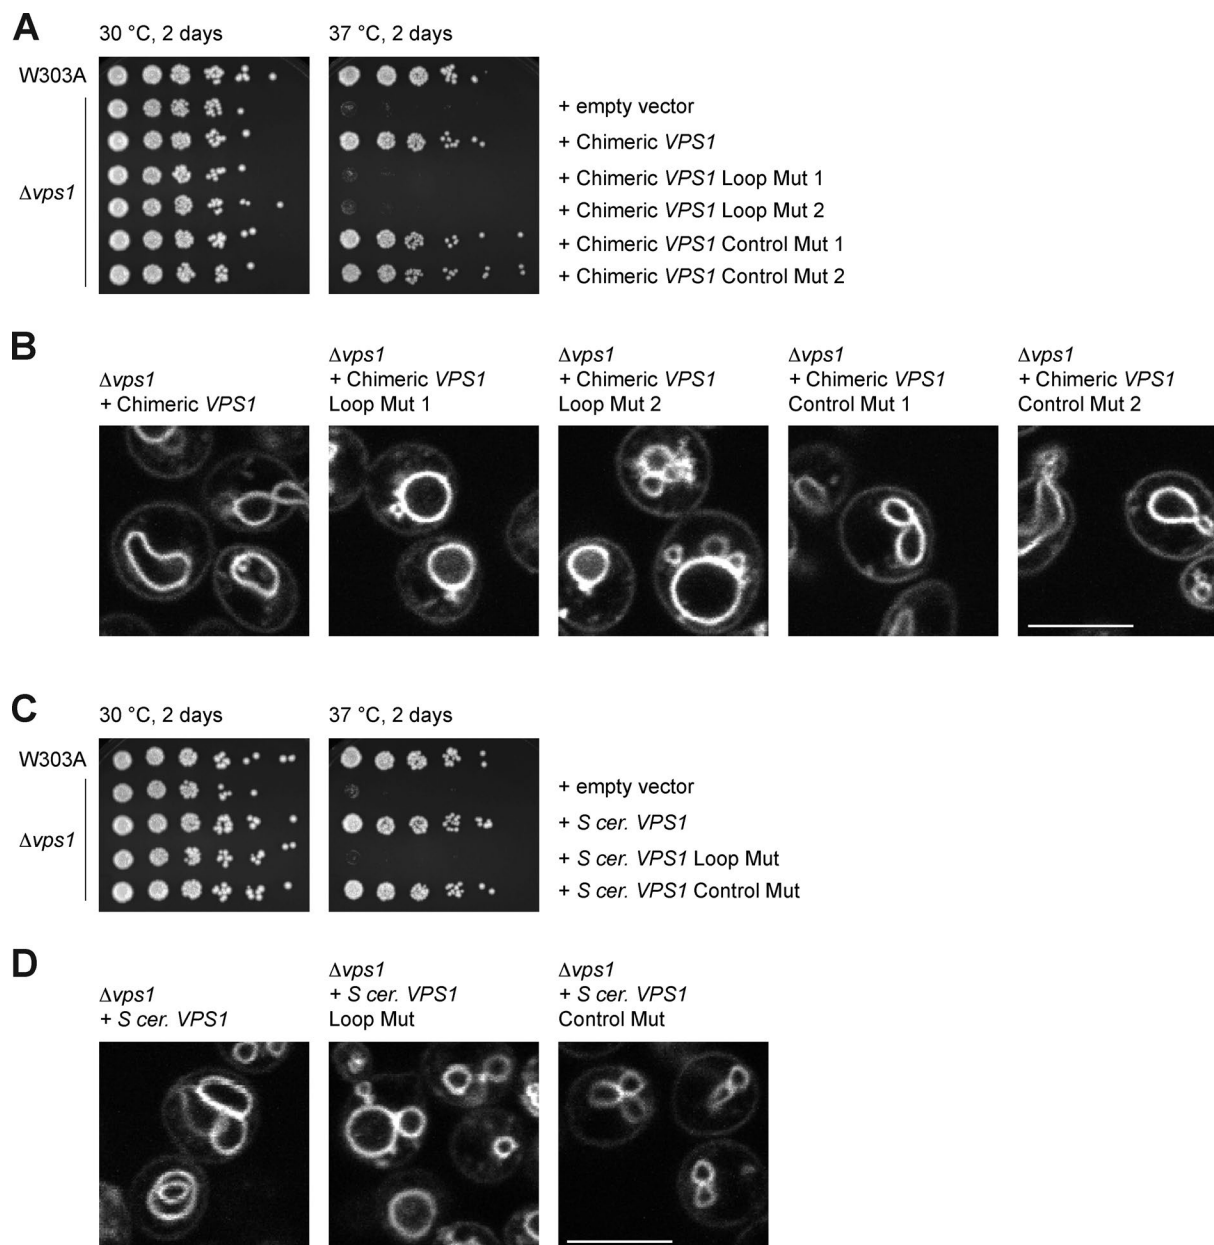 A
30 °C, 2 days
37 °C, 2 days
W303A
Δvps1
+ empty vector
+ Chimeric VPS1
+ Chimeric VPS1 Loop Mut 1
+ Chimeric VPS1 Loop Mut 2
+ Chimeric VPS1 Control Mut 1
+ Chimeric VPS1 Control Mut 2
B
Δvps1
+ Chimeric VPS1
Δvps1
+ Chimeric VPS1
Loop Mut 1
Δvps1
+ Chimeric VPS1
Loop Mut 2
Δvps1
+ Chimeric VPS1
Control Mut 1
Δvps1
+ Chimeric VPS1
Control Mut 2
C
30 °C, 2 days
37 °C, 2 days
W303A
Δvps1
+ empty vector
+ S cer. VPS1
+ S cer. VPS1 Loop Mut
+ S cer. VPS1 Control Mut
D
Δvps1
+ S cer. VPS1
Δvps1
+ S cer. VPS1
Loop Mut
Δvps1
+ S cer. VPS1
Control Mut